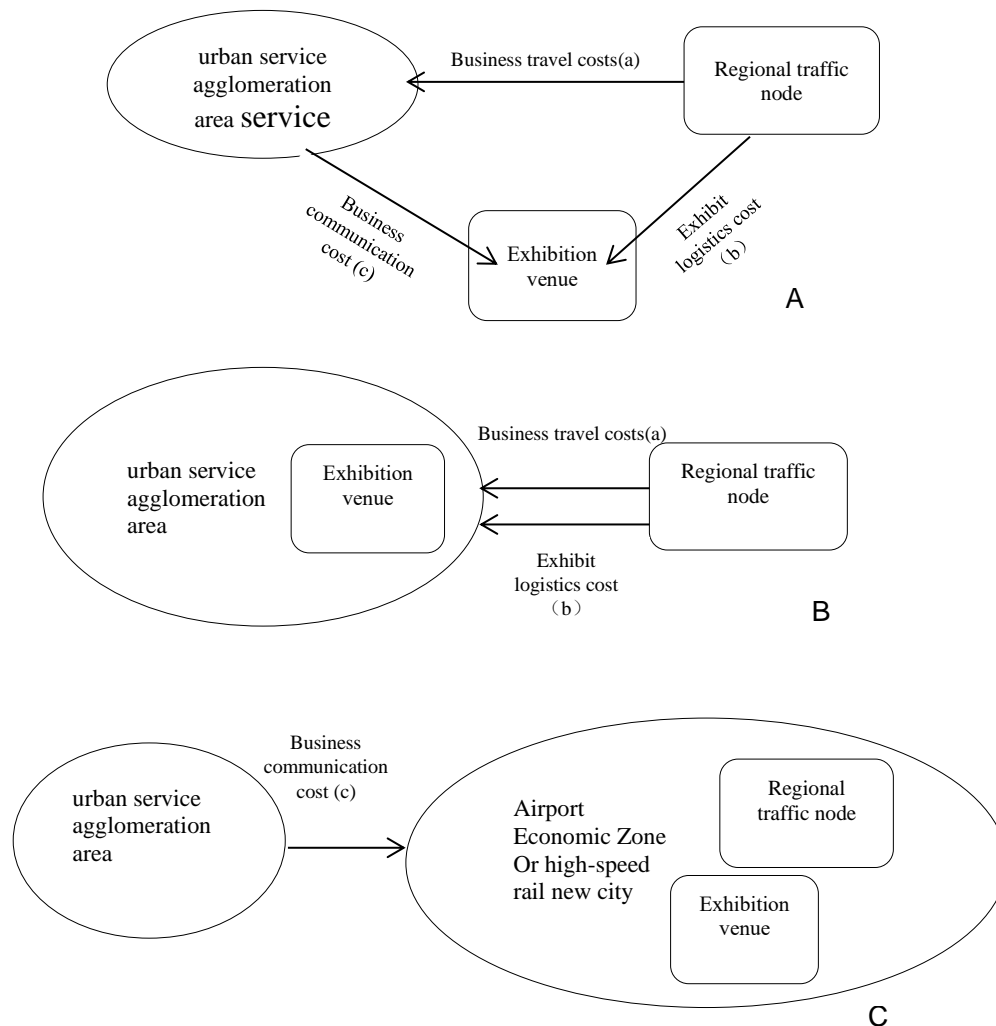 urban service
agglomeration
area service
Business travel costs(a)
Regional traffic
node
Business
communication
cost (c)
Exhibit
logistics cost
（b）
Exhibition
venue
A
urban service
agglomeration
area
Exhibition
venue
Business travel costs(a)
Regional traffic
node
Exhibit
logistics cost
（b）
B
urban service
agglomeration
area
Business
communication
cost (c)
Airport
Economic Zone
Or high-speed
rail new city
Regional
traffic node
Exhibition
venue
C